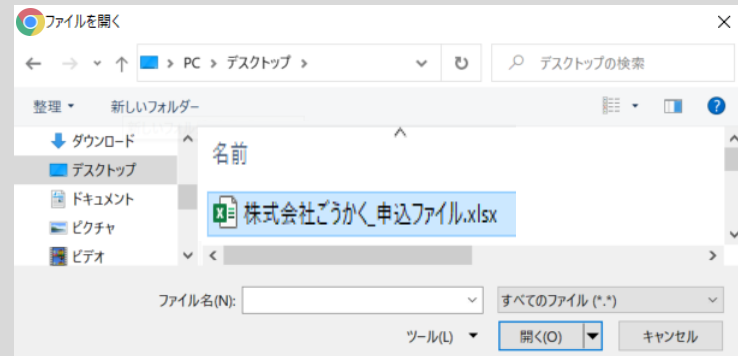 ファイルを開く
PC > デスクトップ >
デスクトップの検索
整理
新しいフォルダー
ダウンロード
デスクトップ
ドキュメント
ピクチャ
ビデオ
名前
株式会社ごうかく_申込ファイル.xlsx
ファイル名(N):
すべてのファイル (*.*)
ツール(L)
開く(O)
キャンセル